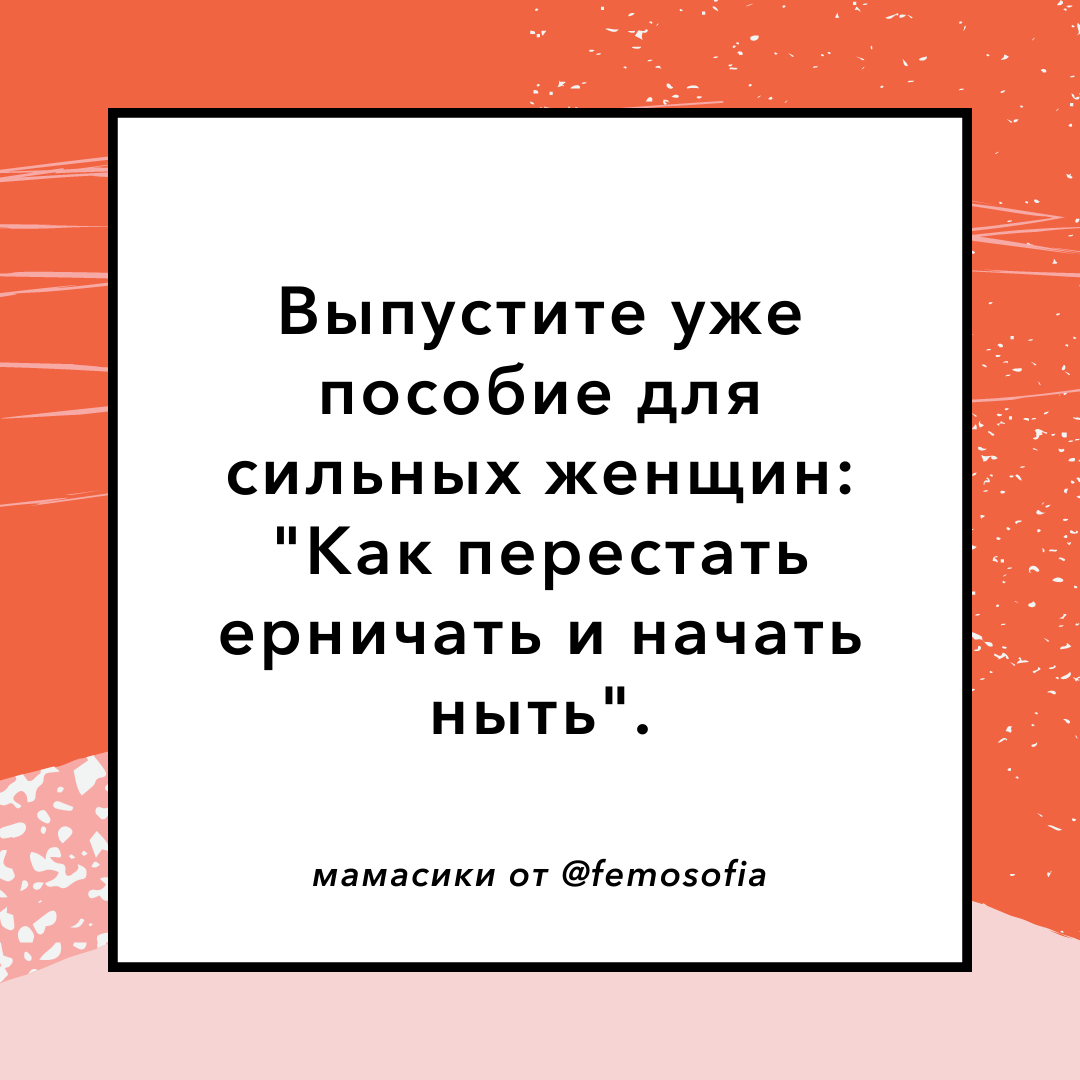 Выпустите уже
пособие для
сильных женщин:
"Как перестать
ерничать и начать
ныть".
мамасики от @femosofia